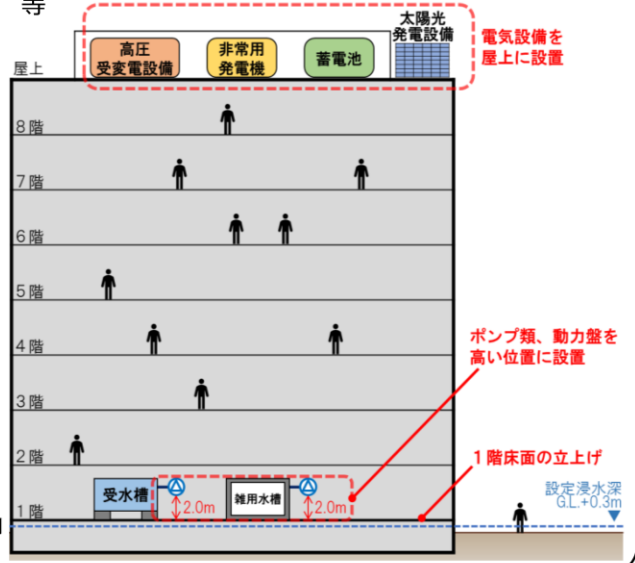 等
太陽光
発電設備
高圧
受変電設備
非常用
発電機
蓄電池
電気設備を
屋上に設置
屋上
8階
7階
6階
5階
4階
ポンプ類、動力盤を
高い位置に設置
3階
2階
1階床面の立上げ
受水槽
2.0m
雑用水槽
2.0m
設定浸水深
G.L.+0.3m
1階